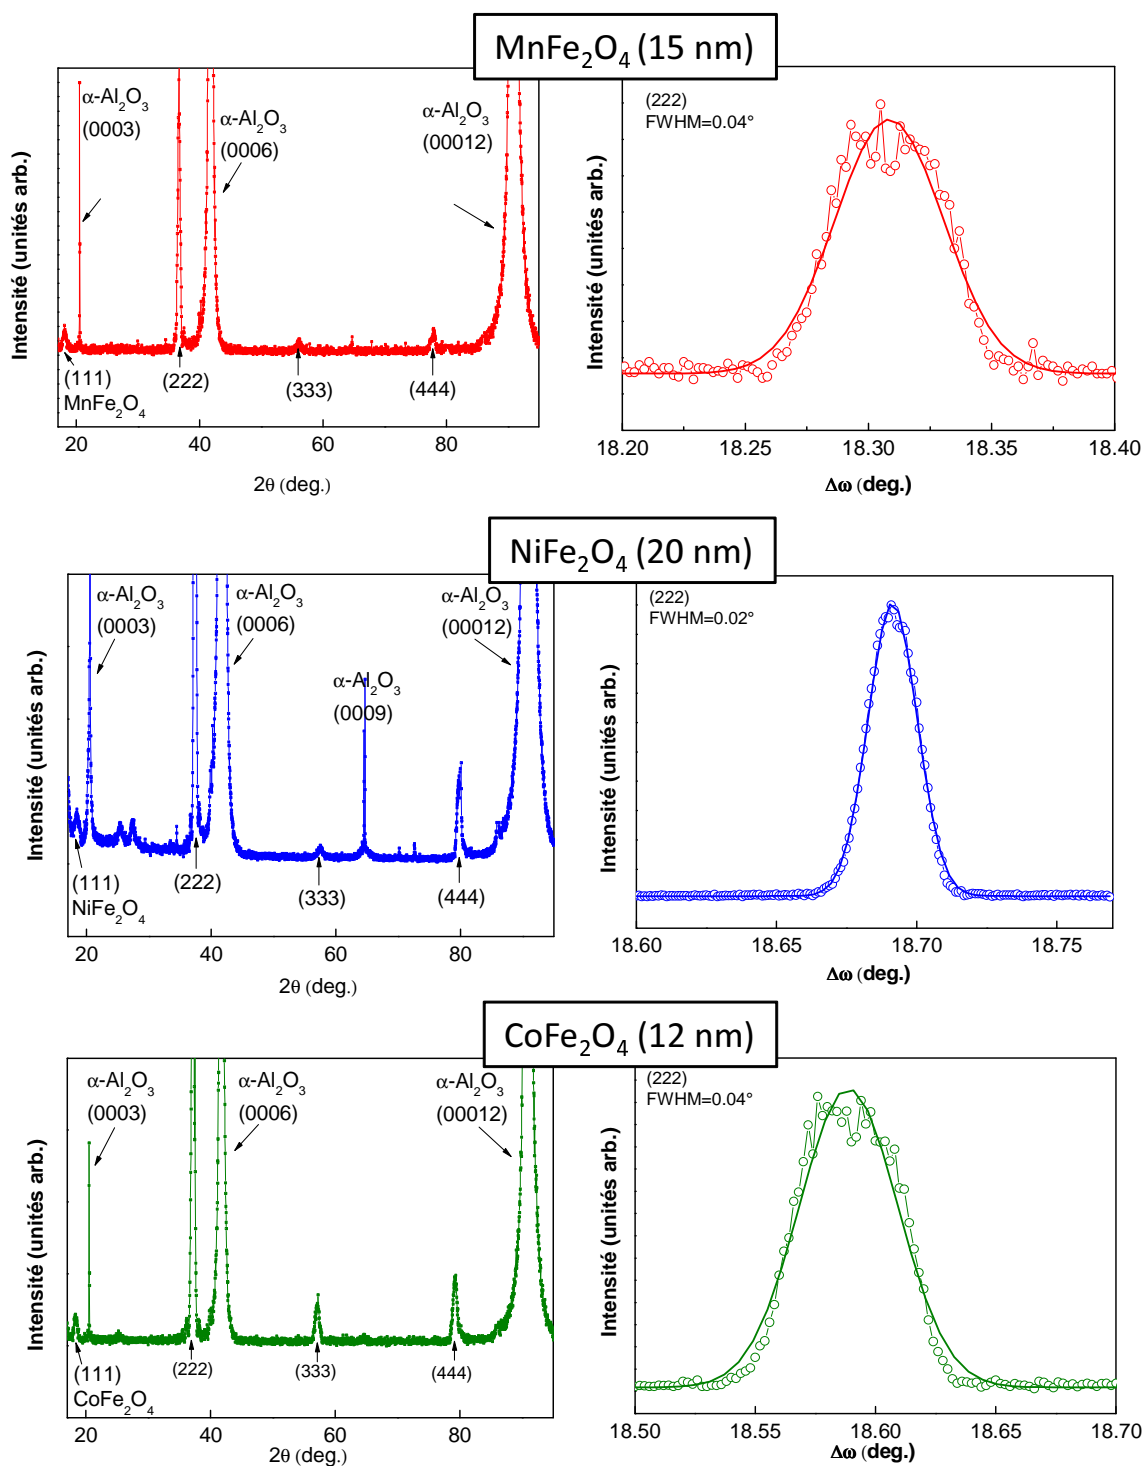 MnFe₂O₄ (15 nm)
α-Al₂O₃
(0003)
α-Al₂O₃
(0006)
α-Al₂O₃
(00012)
Intensité (unités arb.)
(111)
MnFe₂O₄
(222)
(333)
(444)
20 40 60 80
2θ (deg.)
(222)
FWHM=0.04°
Intensité (unités arb.)
18.20 18.25 18.30 18.35 18.40
Δω (deg.)
NiFe₂O₄ (20 nm)
α-Al₂O₃
(0003)
α-Al₂O₃
(0006)
α-Al₂O₃
(0009)
α-Al₂O₃
(00012)
Intensité (unités arb.)
(111)
NiFe₂O₄
(222)
(333)
(444)
20 40 60 80
2θ (deg.)
(222)
FWHM=0.02°
Intensité (unités arb.)
18.60 18.65 18.70 18.75
Δω (deg.)
CoFe₂O₄ (12 nm)
α-Al₂O₃
(0003)
α-Al₂O₃
(0006)
α-Al₂O₃
(00012)
Intensité (unités arb.)
(111)
CoFe₂O₄
(222)
(333)
(444)
20 40 60 80
2θ (deg.)
(222)
FWHM=0.04°
Intensité (unités arb.)
18.50 18.55 18.60 18.65 18.70
Δω (deg.)